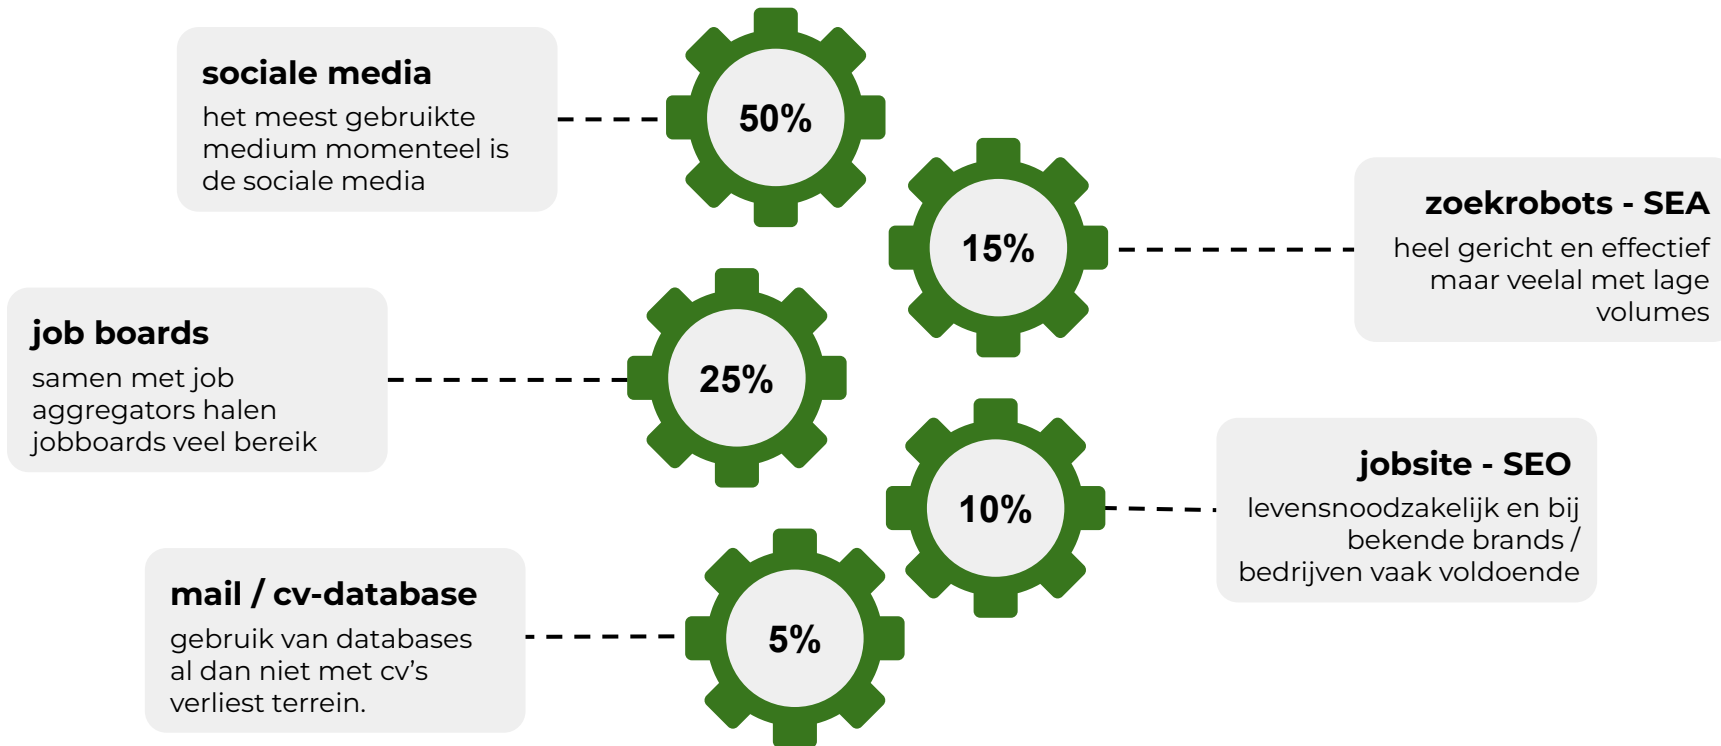 sociale media
het meest gebruikte
medium momenteel is
de sociale media
50%
zoekrobots - SEA
heel gericht en effectief
maar veelal met lage
volumes
15%
job boards
samen met job
aggregators halen
jobboards veel bereik
25%
jobsite - SEO
levensnoodzakelijk en bij
bekende brands /
bedrijven vaak voldoende
10%
mail / cv-database
gebruik van databases
al dan niet met cv’s
verliest terrein.
5%